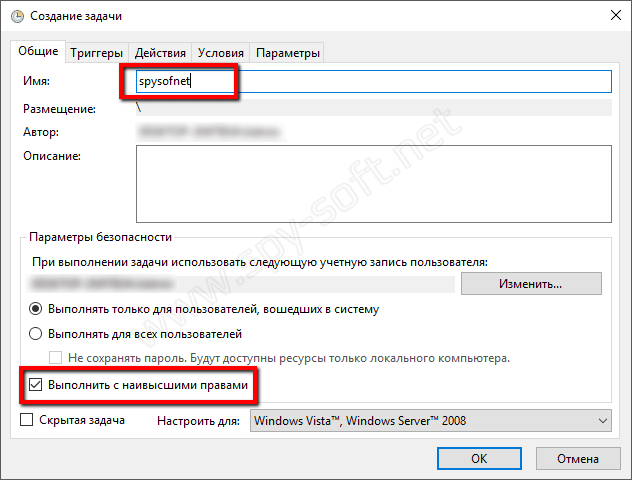 Создание задачи
Общие Триггеры Действия Условия Параметры
Имя: spysofnet
Размещение: \
Автор:
Описание:
Параметры безопасности
При выполнении задачи использовать следующую учетную запись пользователя:
Изменить...
Выполнять только для пользователей, вошедших в систему
Выполнять для всех пользователей
Не сохранять пароль. Будут доступны ресурсы только локального компьютера.
Выполнить с наивысшими правами
Скрытая задача Настроить для: Windows Vista™, Windows Server™ 2008
ОК Отмена
www.spy-soft.net